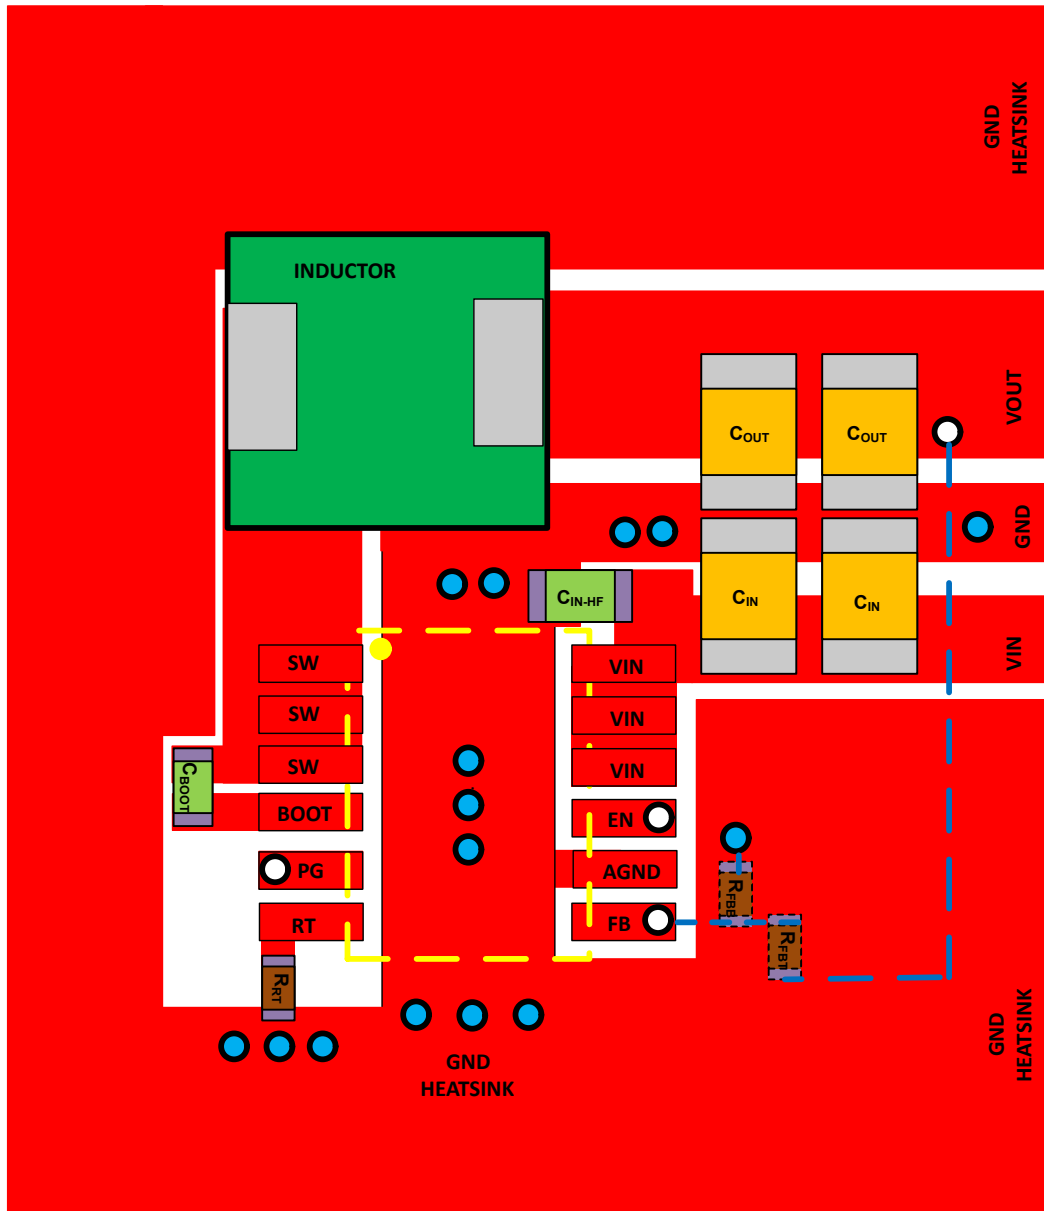 GND
HEATSINK
INDUCTOR
VOUT
COUT
COUT
GND
CIN-HF
CIN
CIN
VIN
SW
VIN
SW
VIN
SW
VIN
CBOOT
BOOT
EN
PG
AGND
RFBB
RT
FB
RFBT
RRT
GND
HEATSINK
GND
HEATSINK